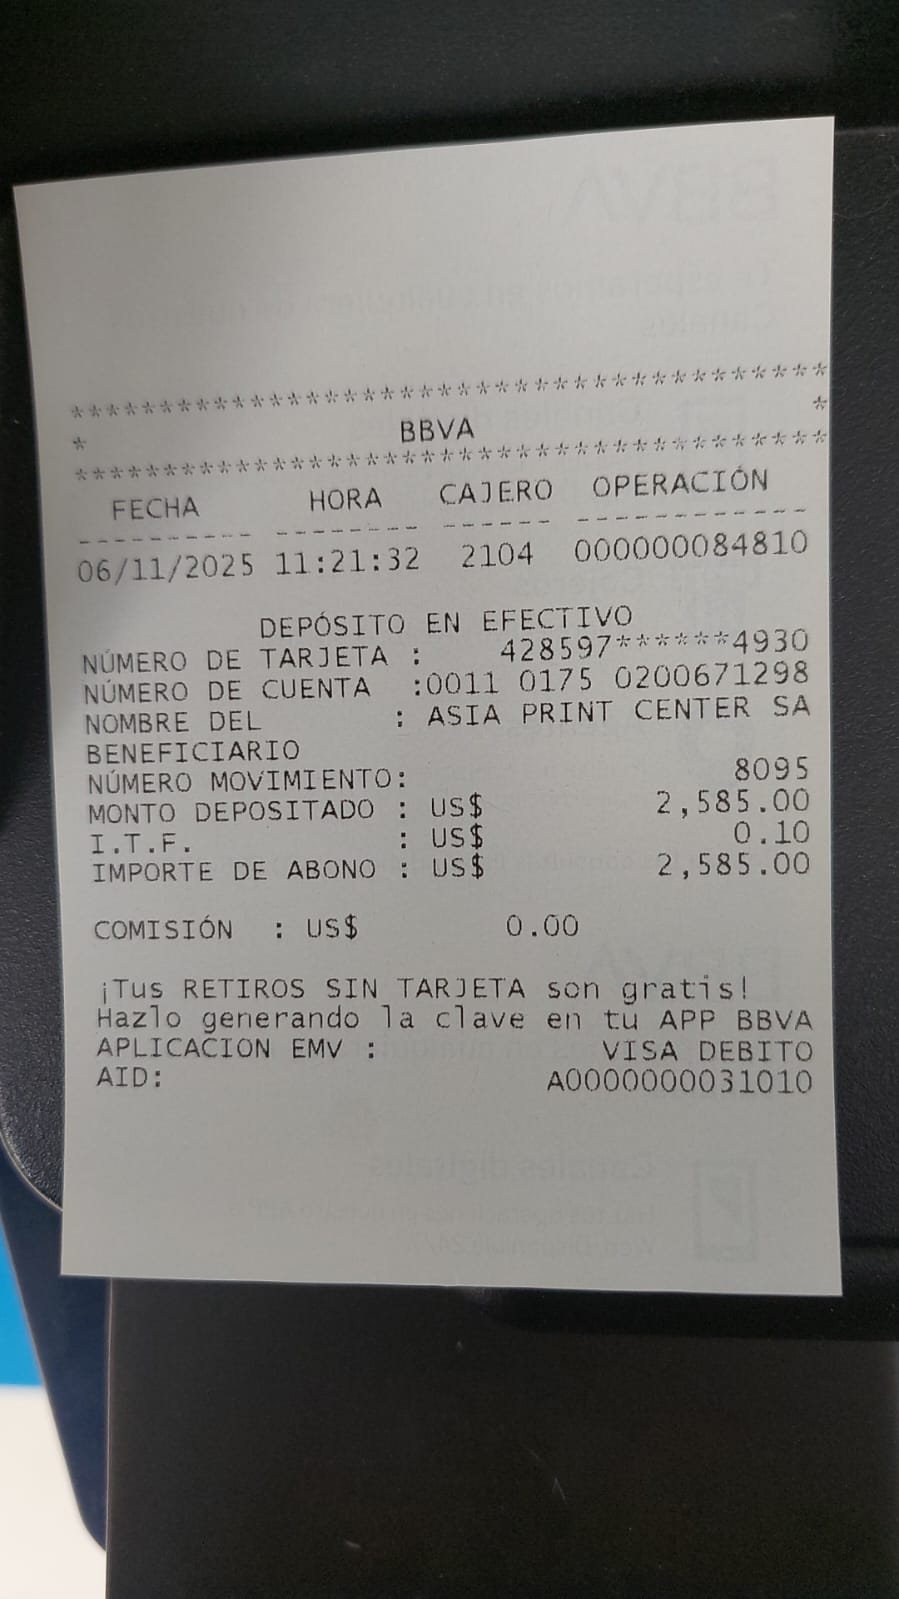 ***************************************
* BBVA *
***************************************
FECHA HORA CAJERO OPERACIÓN
---------- -------- ------ ------------
06/11/2025 11:21:32 2104 000000084810
DEPÓSITO EN EFECTIVO
NÚMERO DE TARJETA : 428597******4930
NÚMERO DE CUENTA :0011 0175 0200671298
NOMBRE DEL : ASIA PRINT CENTER SA
BENEFICIARIO
NÚMERO MOVIMIENTO: 8095
MONTO DEPOSITADO : US$ 2,585.00
I.T.F. : US$ 0.10
IMPORTE DE ABONO : US$ 2,585.00
COMISIÓN : US$ 0.00
¡Tus RETIROS SIN TARJETA son gratis!
Hazlo generando la clave en tu APP BBVA
APLICACION EMV : VISA DEBITO
AID: A0000000031010